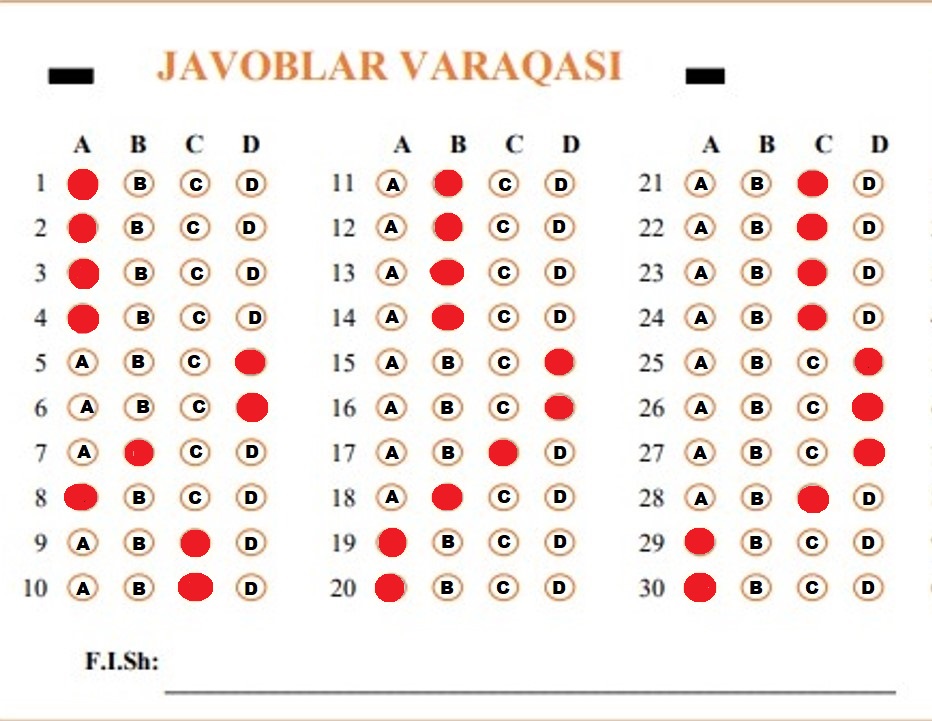 JAVOBLAR VARAQASI
A B C D A B C D A B C D
1 B C D 11 A C D 21 A B D
2 B C D 12 A C D 22 A B D
3 B C D 13 A C D 23 A B D
4 B C D 14 A C D 24 A B D
5 A B C 15 A B C 25 A B C
6 A B C 16 A B C 26 A B C
7 A C D 17 A B D 27 A B C
8 B C D 18 A C D 28 A B D
9 A B D 19 B C D 29 B C D
10 A B D 20 B C D 30 B C D
F.I.Sh: